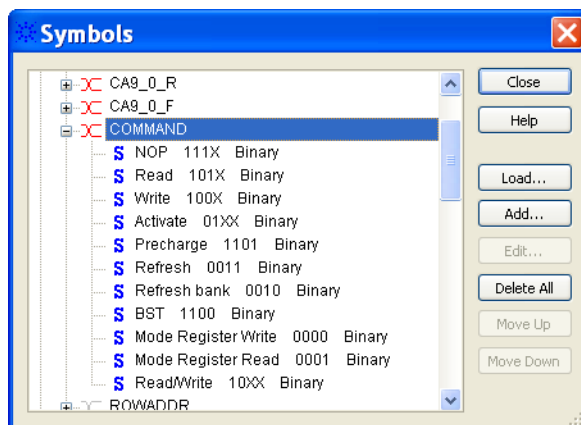 Symbols
CA9_0_R
CA9_0_F
COMMAND
S NOP 111X Binary
S Read 101X Binary
S Write 100X Binary
S Activate 01XX Binary
S Precharge 1101 Binary
S Refresh 0011 Binary
S Refresh bank 0010 Binary
S BST 1100 Binary
S Mode Register Write 0000 Binary
S Mode Register Read 0001 Binary
S Read/Write 10XX Binary
ROWADDR
Close
Help
Load...
Add...
Edit...
Delete All
Move Up
Move Down